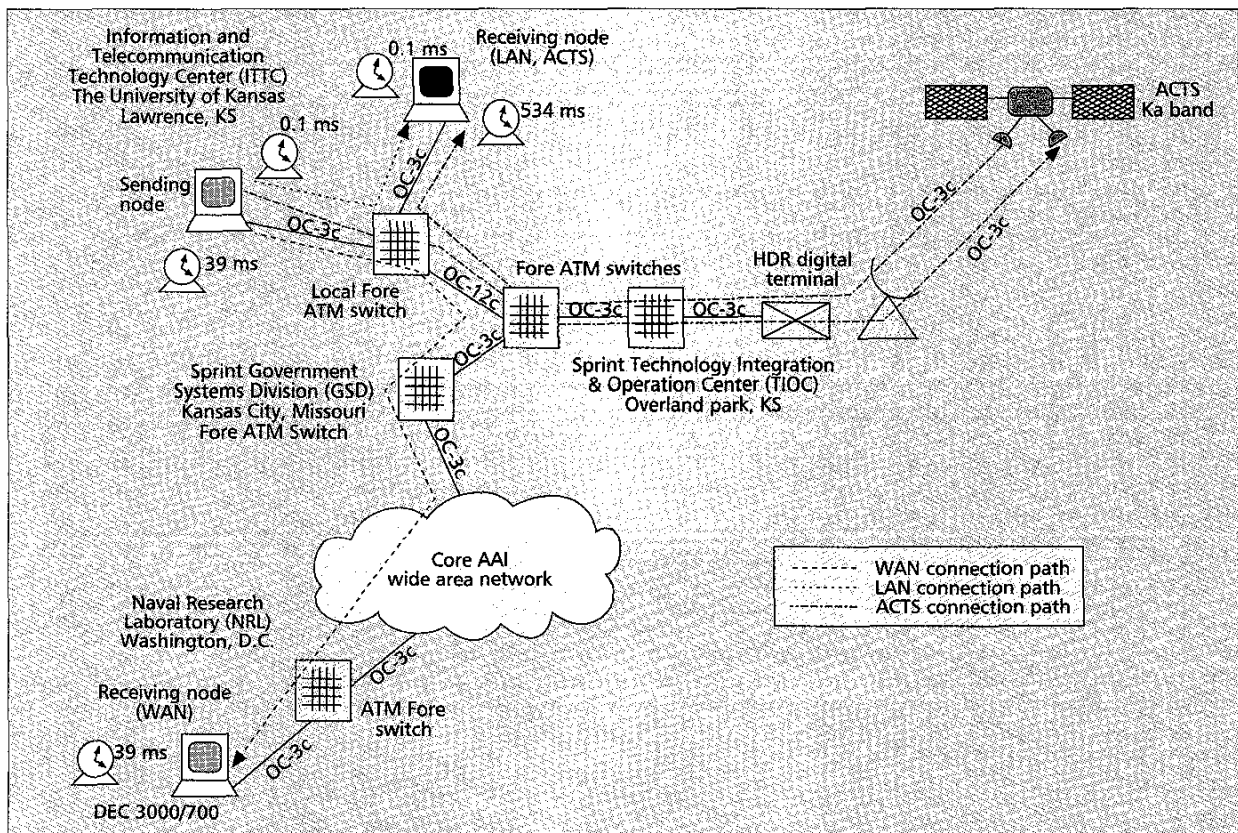 Information and
Telecommunication
Technology Center (ITTC)
The University of Kansas
Lawrence, KS
0.1 ms
Receiving node
(LAN, ACTS)
534 ms
ACTS
Ka band
0.1 ms
Sending
node
OC-3c
OC-3c
39 ms
Local Fore
ATM switch
OC-12c
Fore ATM switches
HDR digital
terminal
OC-3c
OC-3c
OC-3c
OC-3c
OC-3c
Sprint Technology Integration
& Operation Center (TIOC)
Overland park, KS
Sprint Government
Systems Division (GSD)
Kansas City, Missouri
Fore ATM Switch
OC-3c
Core AAI
wide area network
WAN connection path
LAN connection path
ACTS connection path
Naval Research
Laboratory (NRL)
Washington, D.C.
OC-3c
Receiving node
(WAN)
ATM Fore
switch
39 ms
OC-3c
DEC 3000/700